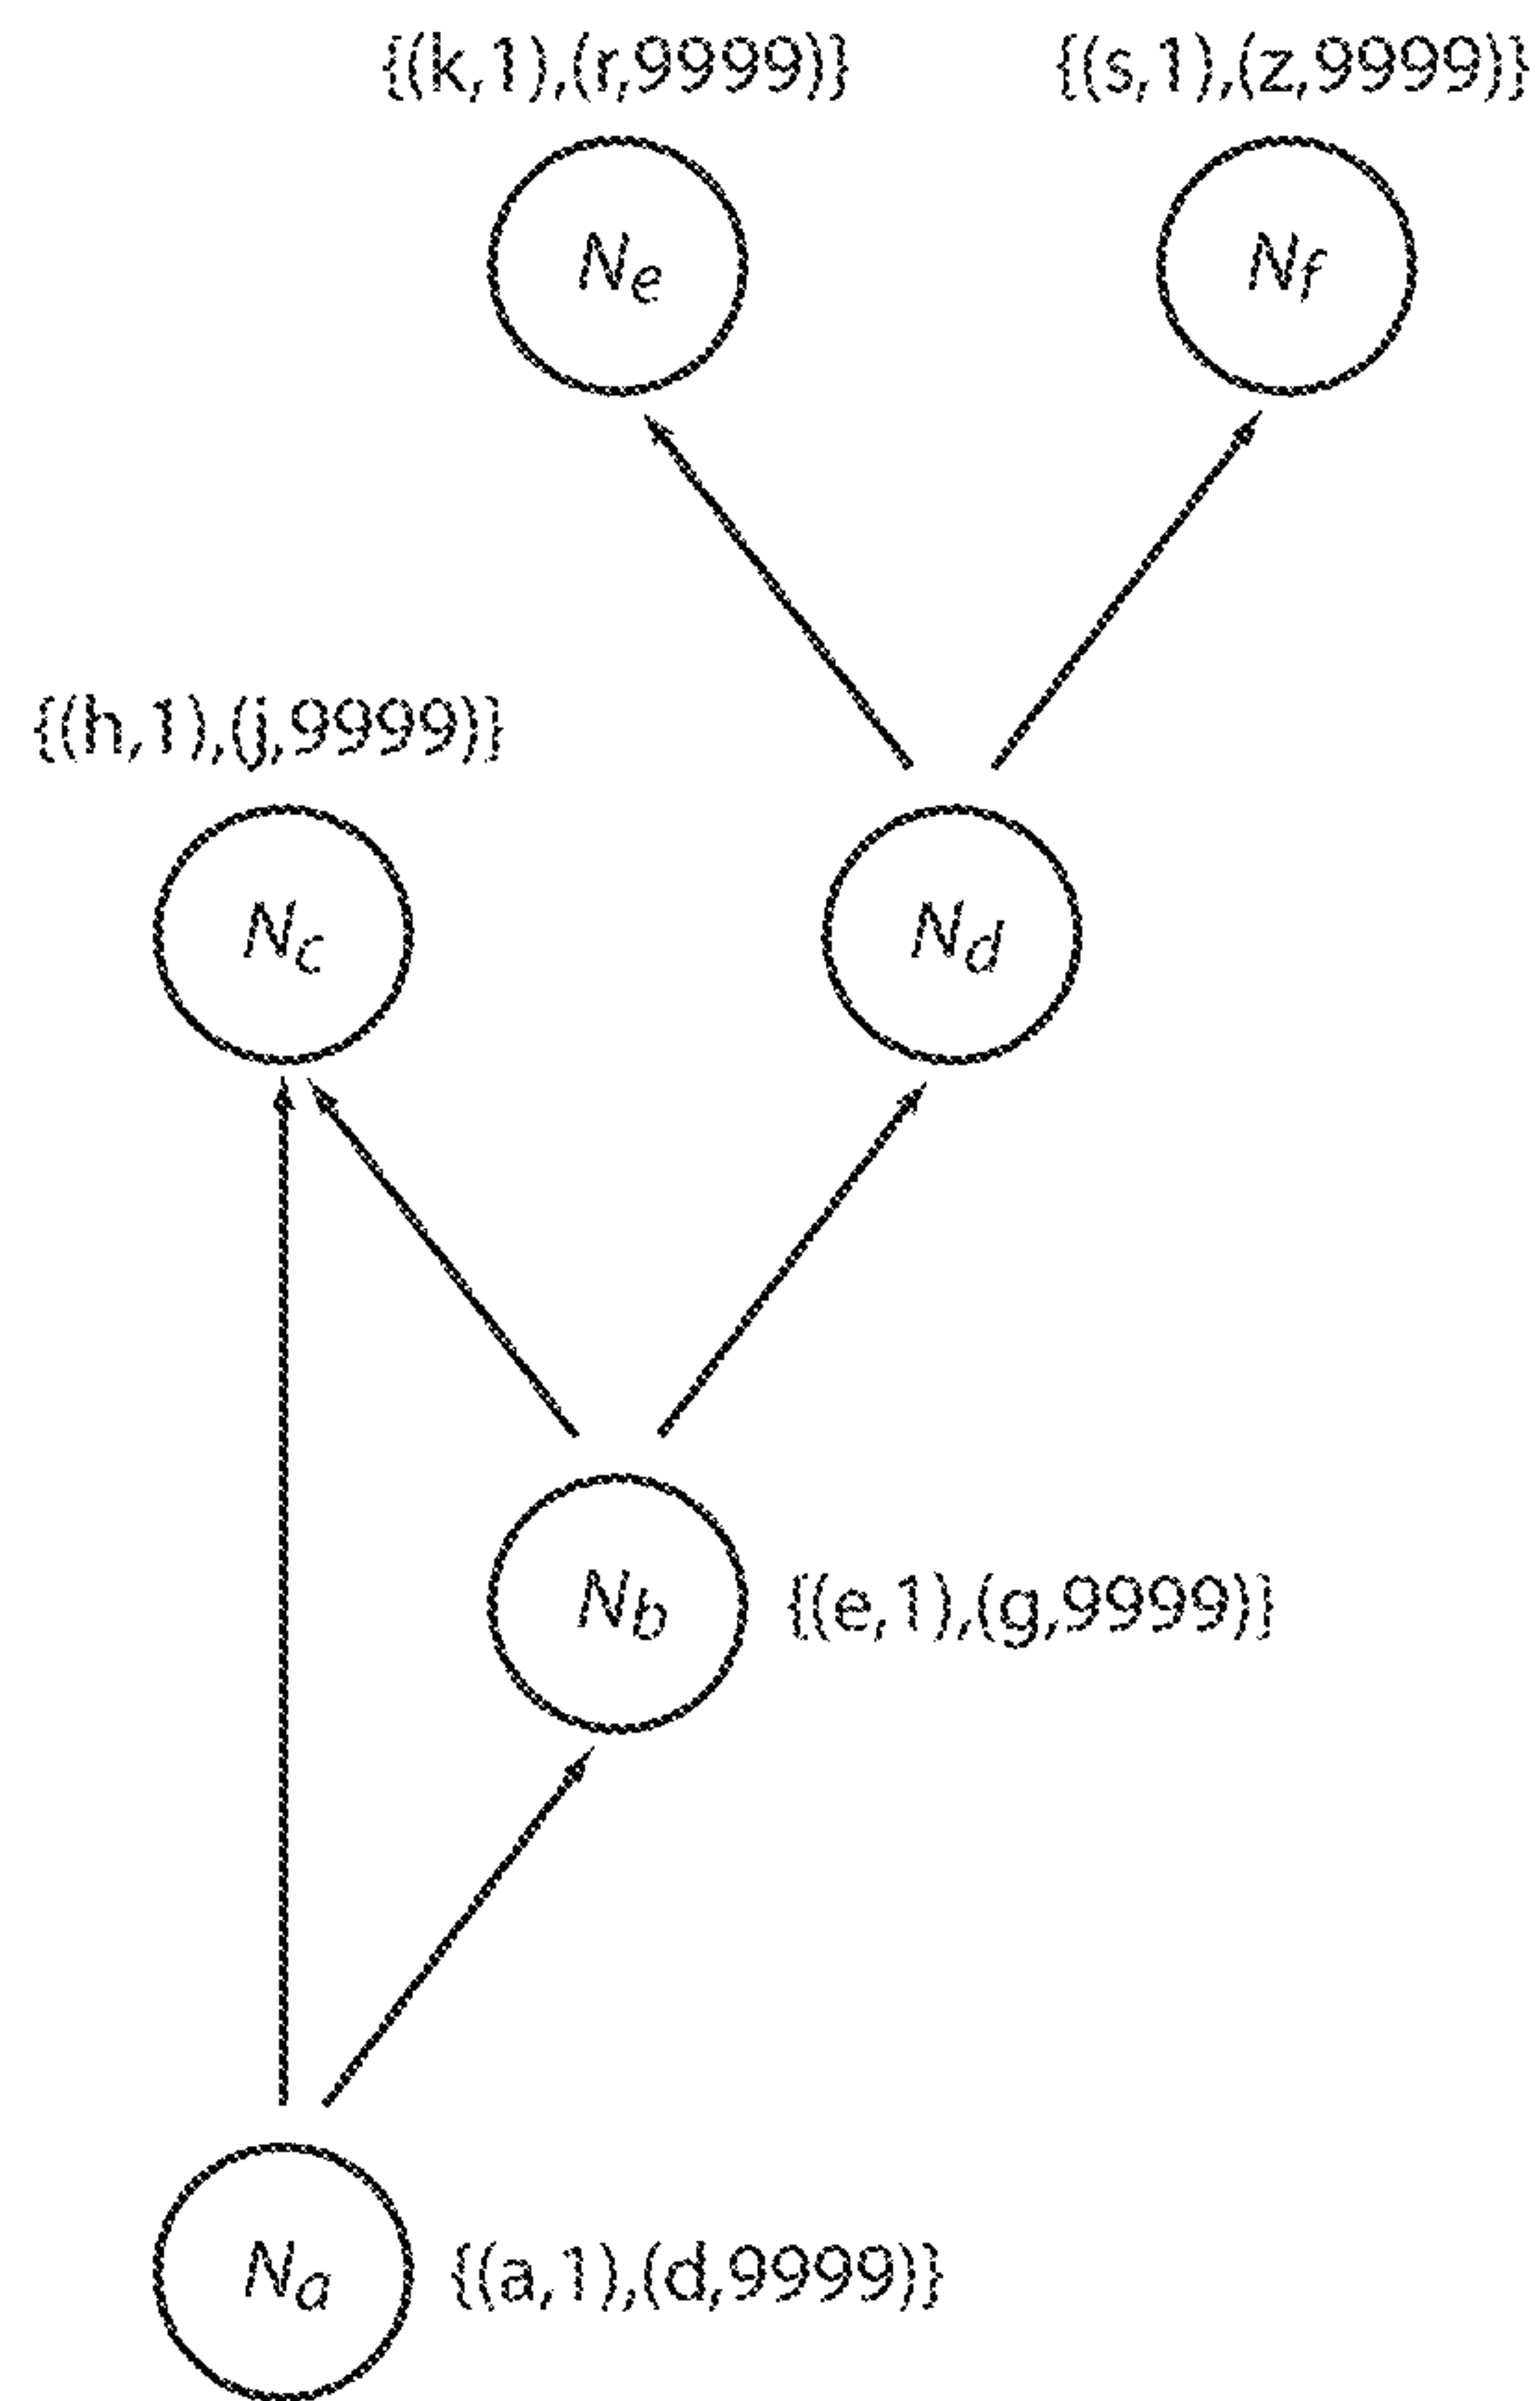 {(k,1),(r,9999)} {(s,1),(z,9999)}
Ne Nf
{(h,1),(j,9999)}
Nc Nd
Nb {(e,1),(g,9999)}
Na {(a,1),(d,9999)}